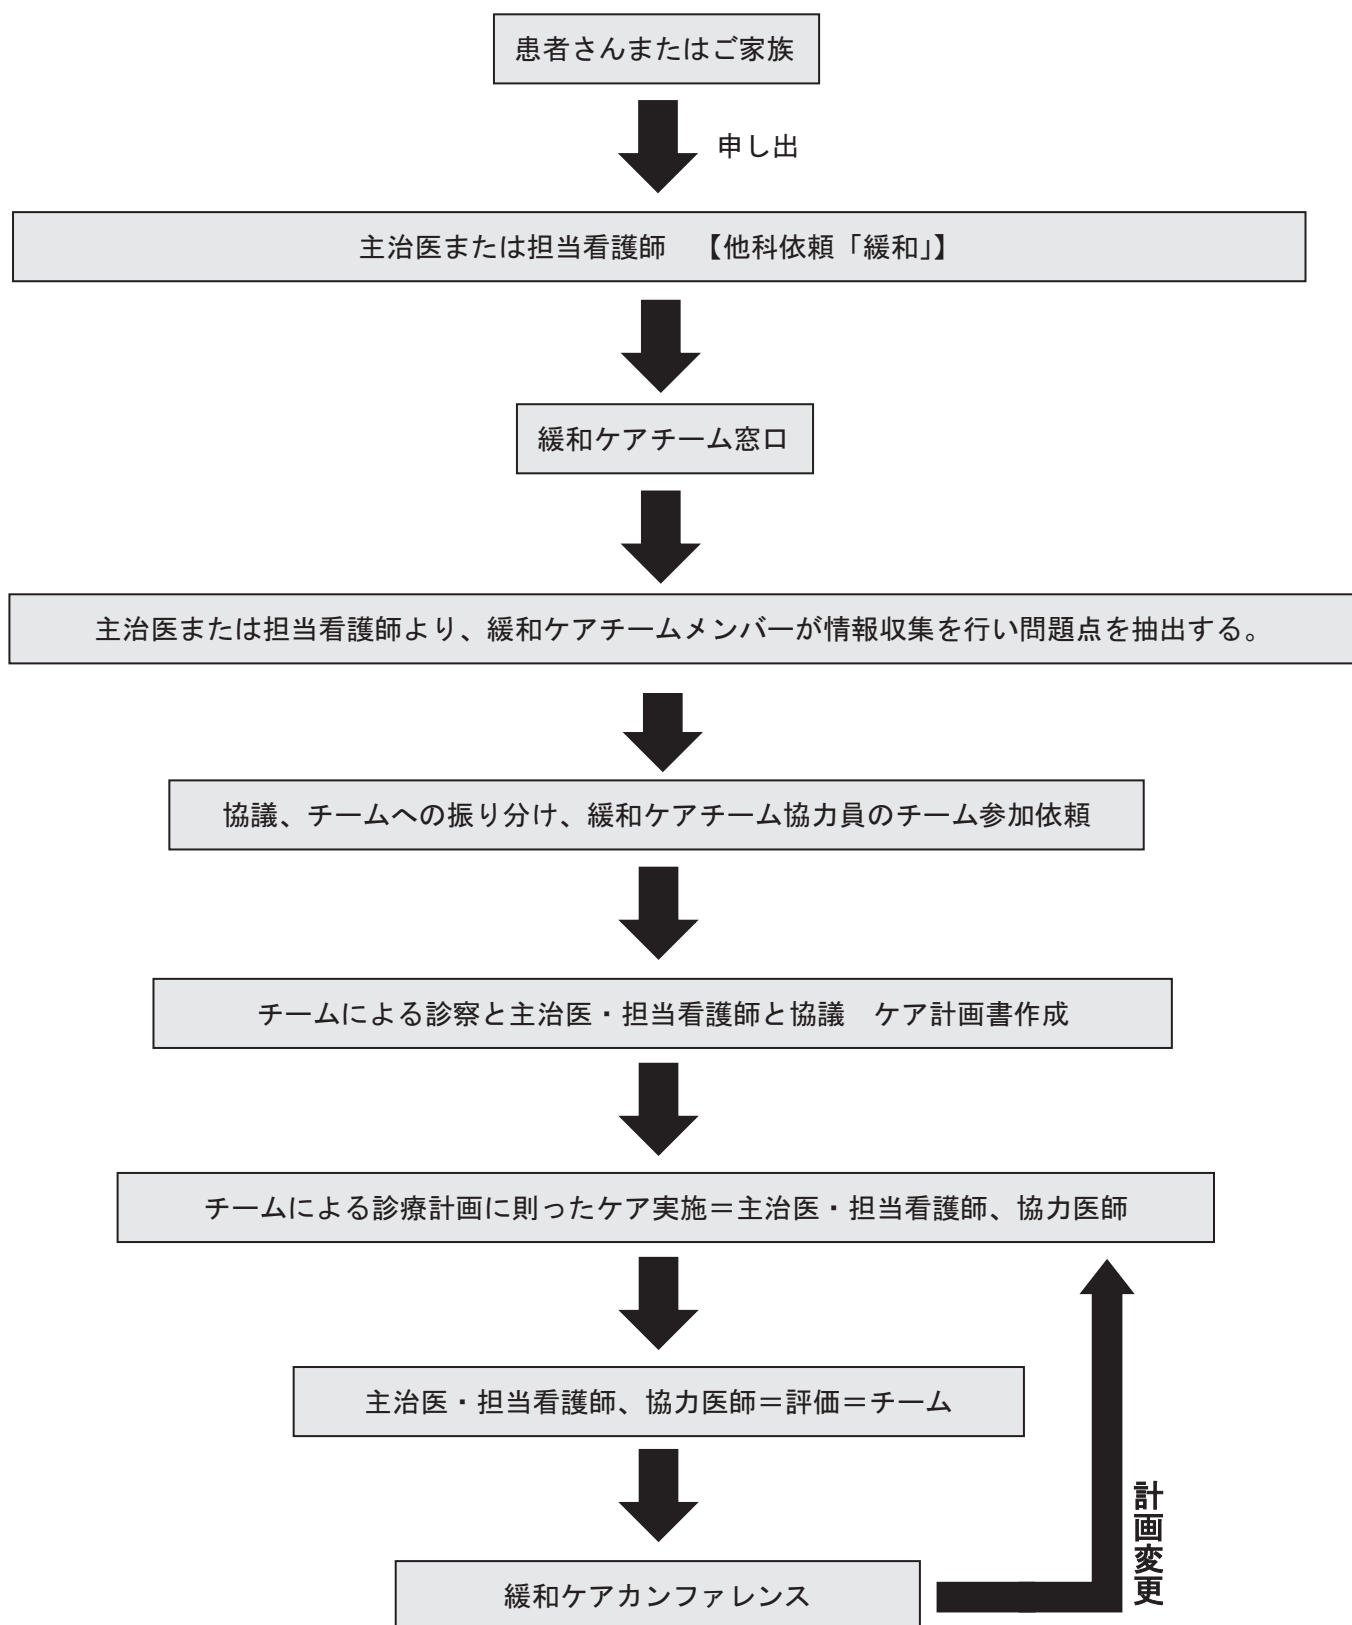 患者さんまたはご家族
申し出
主治医または担当看護師　【他科依頼「緩和」】
緩和ケアチーム窓口
主治医または担当看護師より、緩和ケアチームメンバーが情報収集を行い問題点を抽出する。
協議、チームへの振り分け、緩和ケアチーム協力員のチーム参加依頼
チームによる診察と主治医・担当看護師と協議　ケア計画書作成
チームによる診療計画に則ったケア実施＝主治医・担当看護師、協力医師
主治医・担当看護師、協力医師＝評価＝チーム
計画変更
緩和ケアカンファレンス